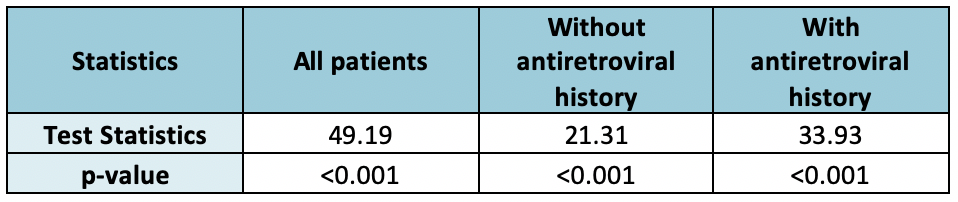 Statistics
All patients
Without
antiretroviral
history
With
antiretroviral
history
Test Statistics 49.19 21.31 33.93
p-value <0.001 <0.001 <0.001